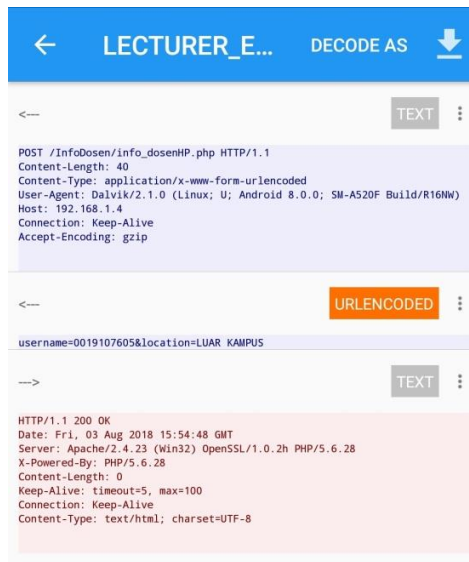 LECTURER_E... DECODE AS
<--- TEXT
POST /InfoDosen/info_dosenHP.php HTTP/1.1
Content-Length: 40
Content-Type: application/x-www-form-urlencoded
User-Agent: Dalvik/2.1.0 (Linux; U; Android 8.0.0; SM-A520F Build/R16NW)
Host: 192.168.1.4
Connection: Keep-Alive
Accept-Encoding: gzip
<--- URLENCODED
username=0019107605&location=LUAR KAMPUS
---> TEXT
HTTP/1.1 200 OK
Date: Fri, 03 Aug 2018 15:54:48 GMT
Server: Apache/2.4.23 (Win32) OpenSSL/1.0.2h PHP/5.6.28
X-Powered-By: PHP/5.6.28
Content-Length: 0
Keep-Alive: timeout=5, max=100
Connection: Keep-Alive
Content-Type: text/html; charset=UTF-8